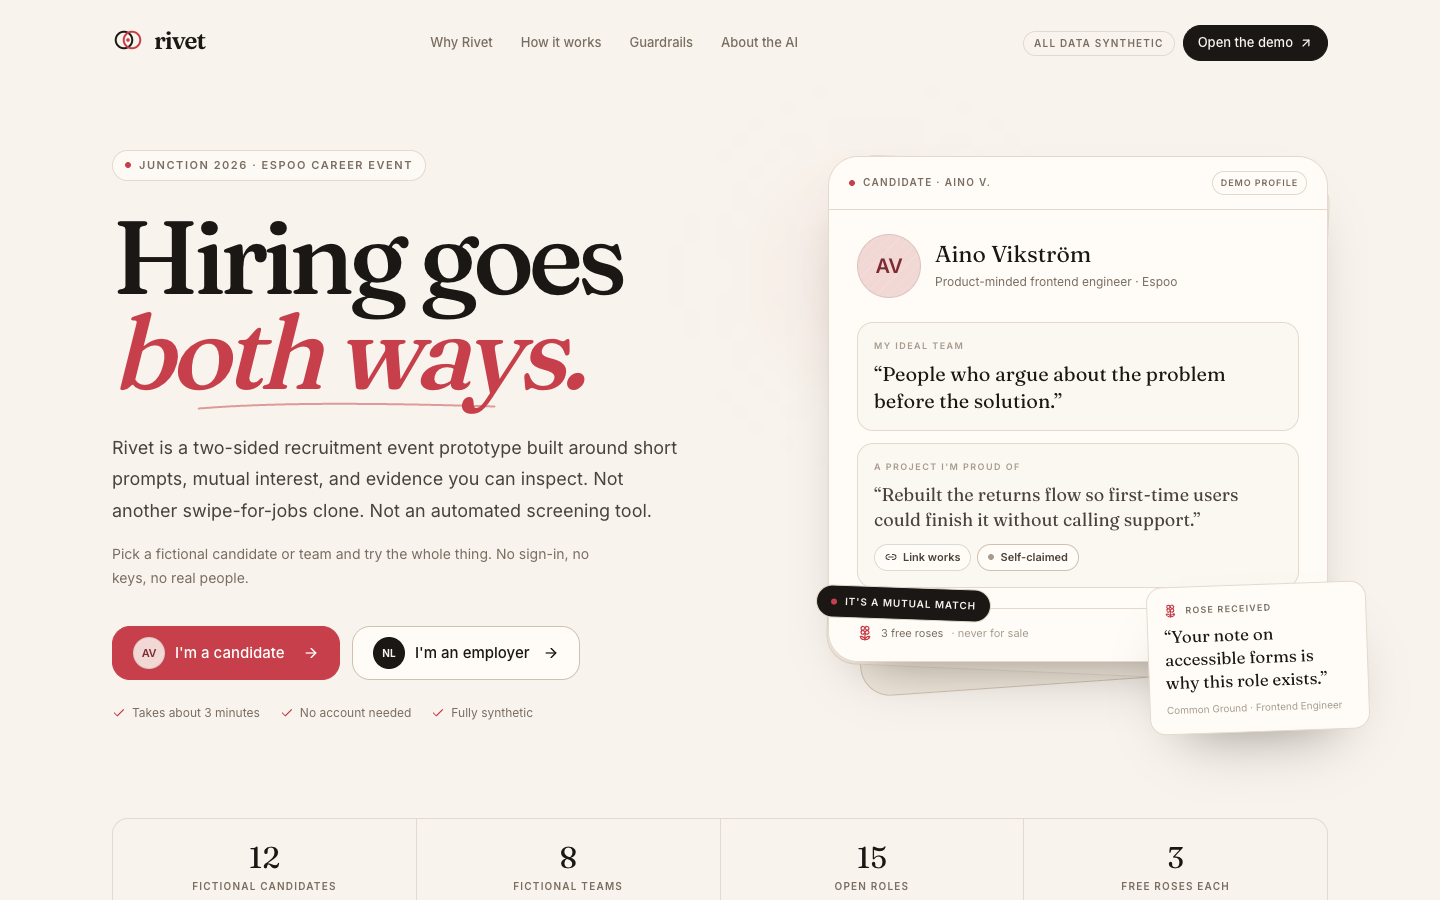 rivet
Why Rivet
How it works
Guardrails
About the AI
ALL DATA SYNTHETIC
Open the demo
JUNCTION 2026 · ESPOO CAREER EVENT
Hiring goes
both ways.
Rivet is a two-sided recruitment event prototype built around short
prompts, mutual interest, and evidence you can inspect. Not
another swipe-for-jobs clone. Not an automated screening tool.
Pick a fictional candidate or team and try the whole thing. No sign-in, no
keys, no real people.
AV I'm a candidate
NL I'm an employer
Takes about 3 minutes
No account needed
Fully synthetic
CANDIDATE · AINO V.
DEMO PROFILE
AV
Aino Vikström
Product-minded frontend engineer · Espoo
MY IDEAL TEAM
“People who argue about the problem
before the solution.”
A PROJECT I'M PROUD OF
“Rebuilt the returns flow so first-time users
could finish it without calling support.”
Link works
Self-claimed
IT'S A MUTUAL MATCH
3 free roses · never for sale
ROSE RECEIVED
“Your note on
accessible forms is
why this role exists.”
Common Ground · Frontend Engineer
12
FICTIONAL CANDIDATES
8
FICTIONAL TEAMS
15
OPEN ROLES
3
FREE ROSES EACH